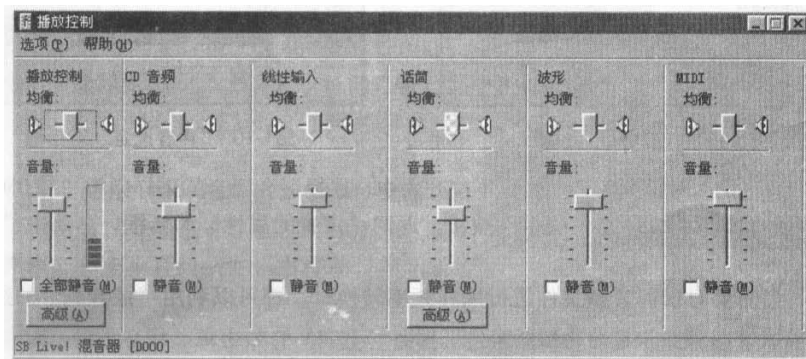 播放控制
选项(P) 帮助(H)
播放控制 CD 音频 线性输入 话筒 波形 MIDI
均衡: 均衡: 均衡: 均衡: 均衡: 均衡:
音量: 音量: 音量: 音量: 音量: 音量:
全部静音(M) 静音(M) 静音(M) 静音(M) 静音(M) 静音(M)
高级(A) 高级(A)
SB Live! 混音器 [D000]